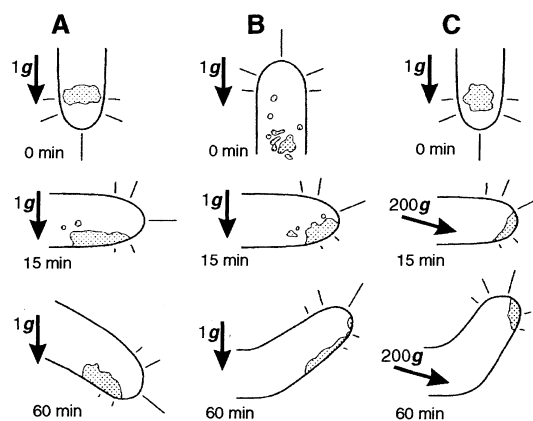 A B C
1g 1g 1g
0 min 0 min 0 min
1g 1g 200g
15 min 15 min 15 min
1g 1g 200g
60 min 60 min 60 min